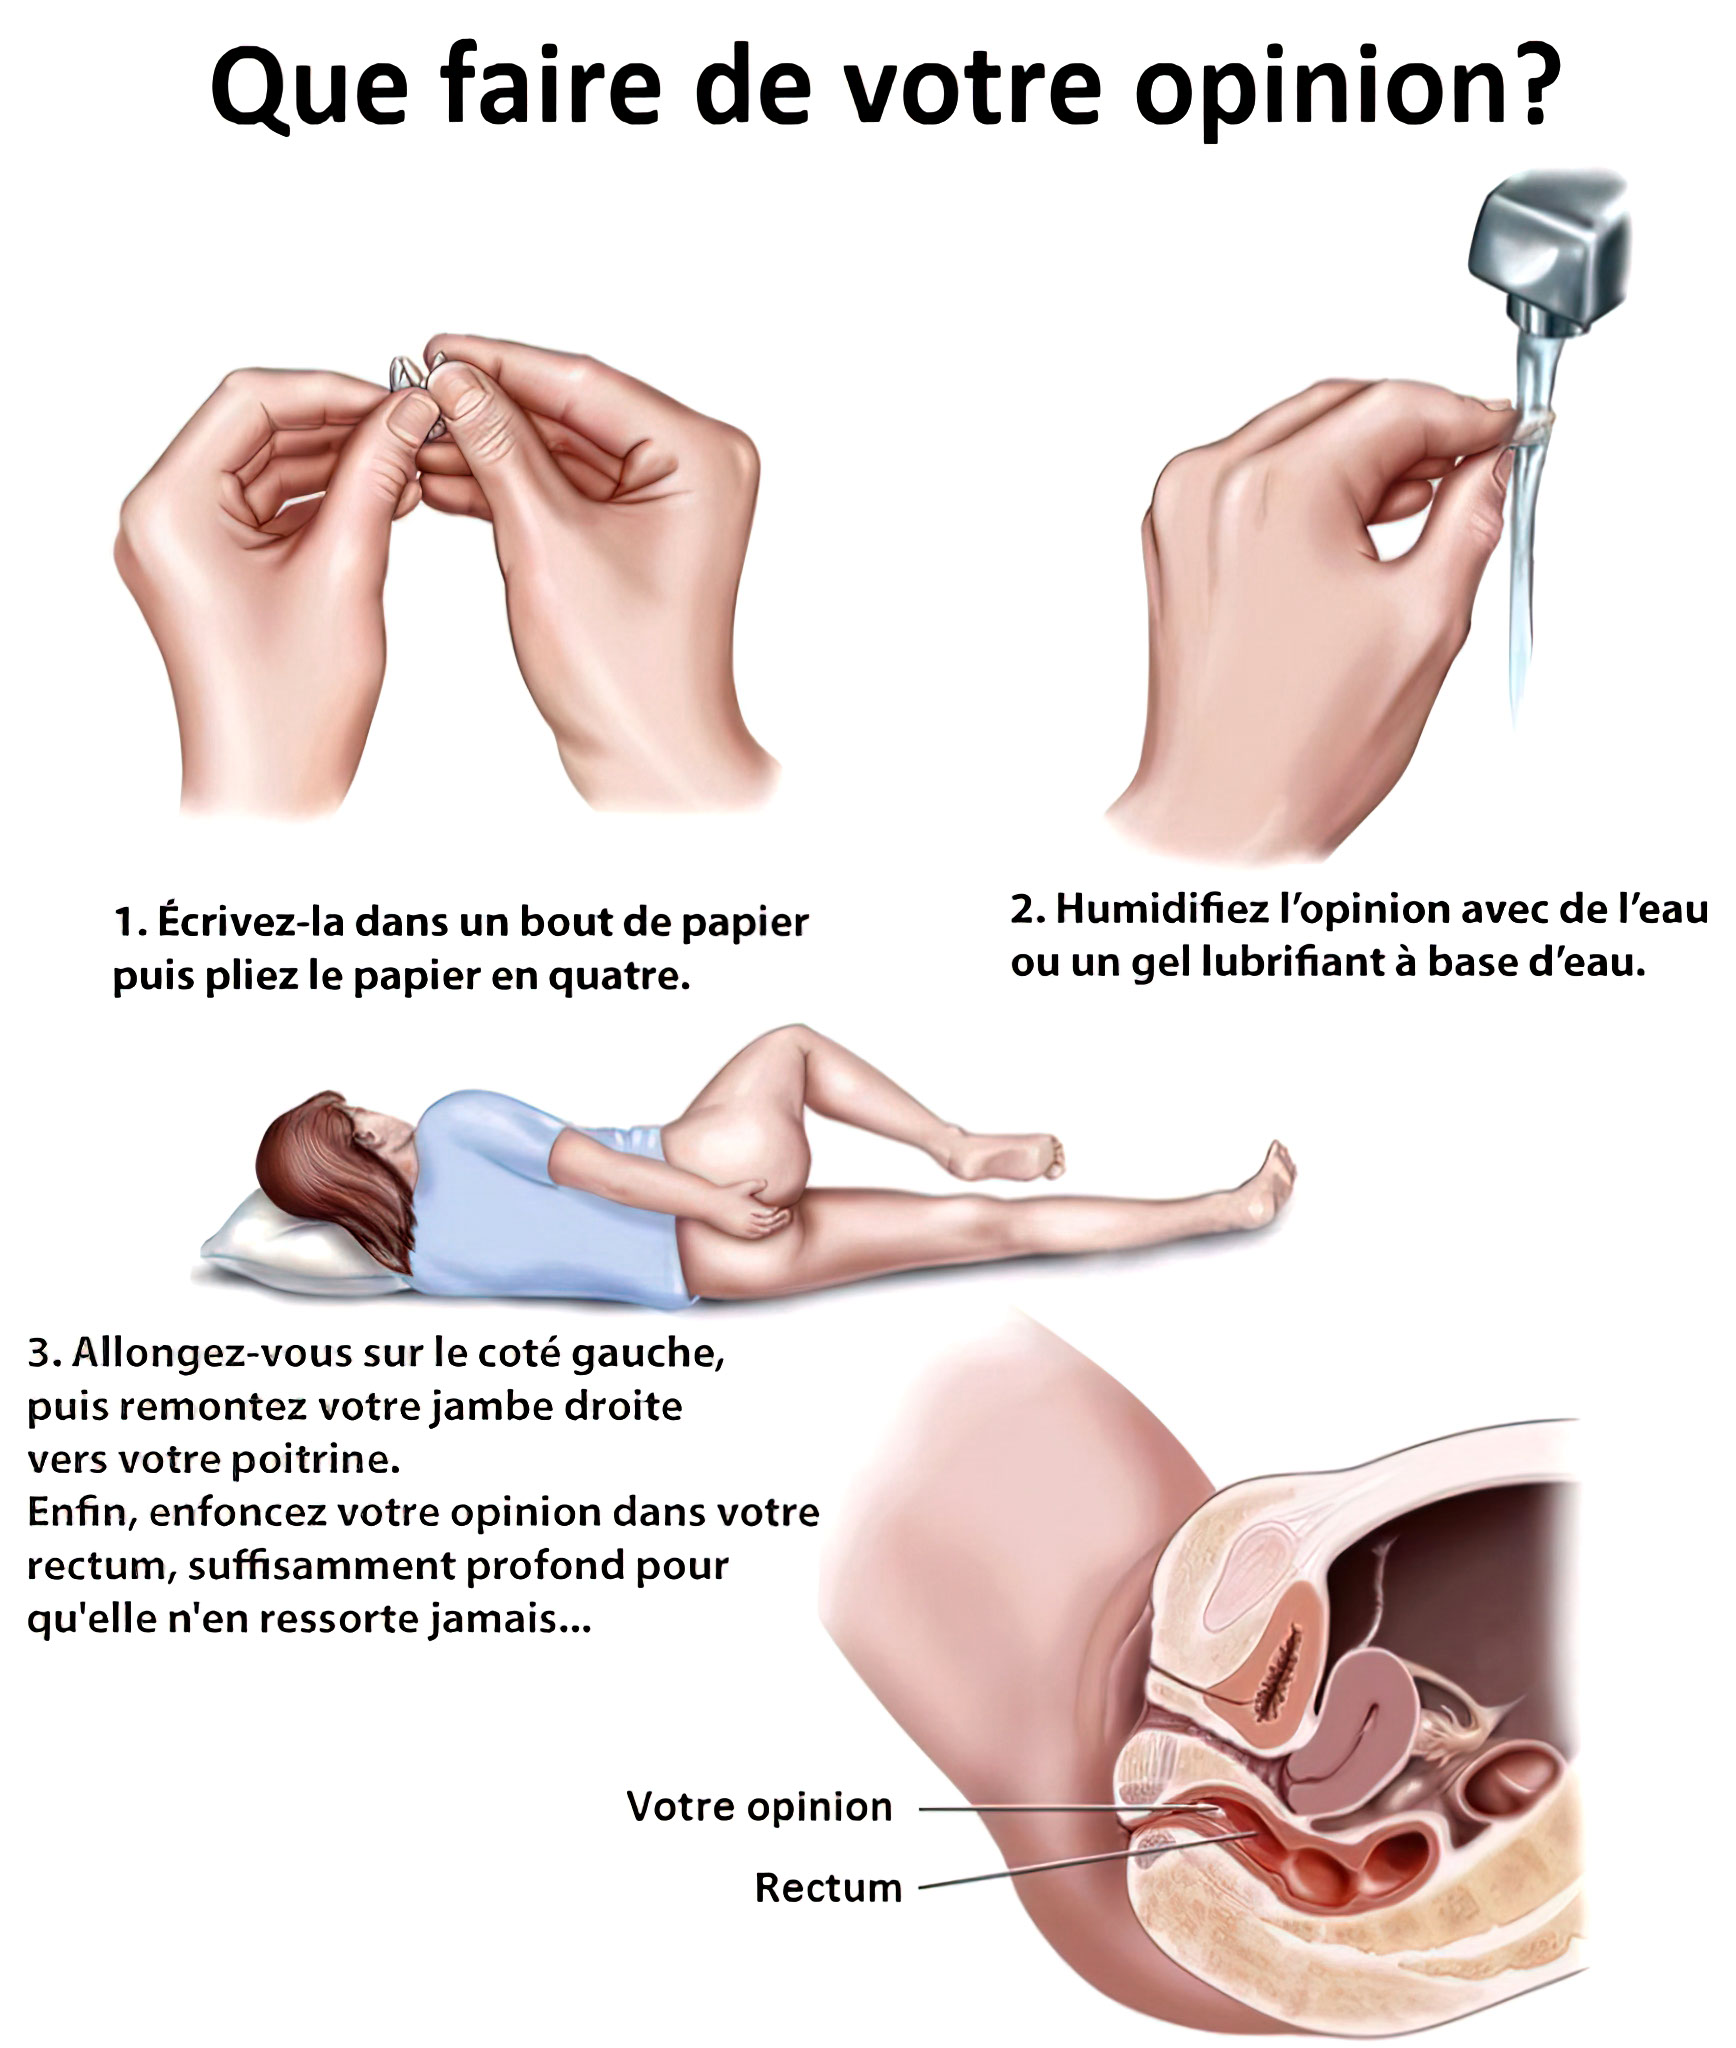 Que faire de votre opinion?
1. Écrivez-la dans un bout de papier
puis pliez le papier en quatre.
2. Humidifiez l’opinion avec de l’eau
ou un gel lubrifiant à base d’eau.
3. Allongez-vous sur le coté gauche,
puis remontez votre jambe droite
vers votre poitrine.
Enfin, enfoncez votre opinion dans votre
rectum, suffisamment profond pour
qu'elle n'en ressorte jamais...
Votre opinion
Rectum